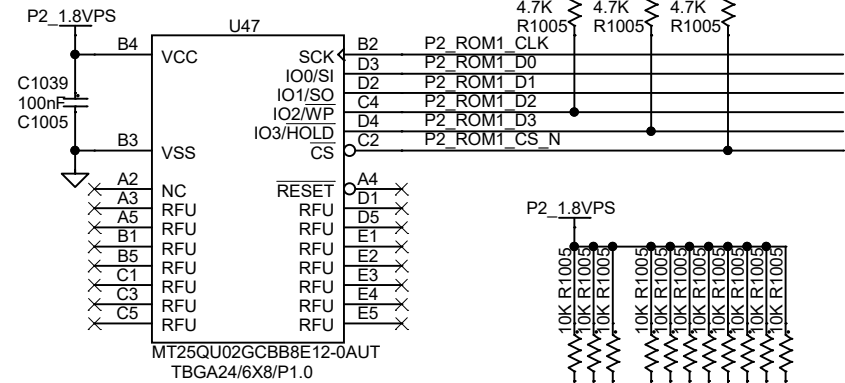 4.7K 4.7K 4.7K
R1005 R1005 R1005
P2_1.8VPS
U47
B4 VCC SCK B2 P2_ROM1_CLK
IO0/SI D3 P2_ROM1_D0
C1039 IO1/SO D2 P2_ROM1_D1
100nF IO2/WP C4 P2_ROM1_D2
C1005 IO3/HOLD D4 P2_ROM1_D3
B3 VSS CS C2 P2_ROM1_CS_N
A2 NC RESET A4
A3 RFU RFU D1
A5 RFU RFU D5
B1 RFU RFU E1
B5 RFU RFU E2
C1 RFU RFU E3
C3 RFU RFU E4
C5 RFU RFU E5
MT25QU02GCBB8E12-0AUT
TBGA24/6X8/P1.0
P2_1.8VPS
10K R1005
10K R1005
10K R1005
10K R1005
10K R1005
10K R1005
10K R1005
10K R1005
10K R1005
10K R1005
10K R1005